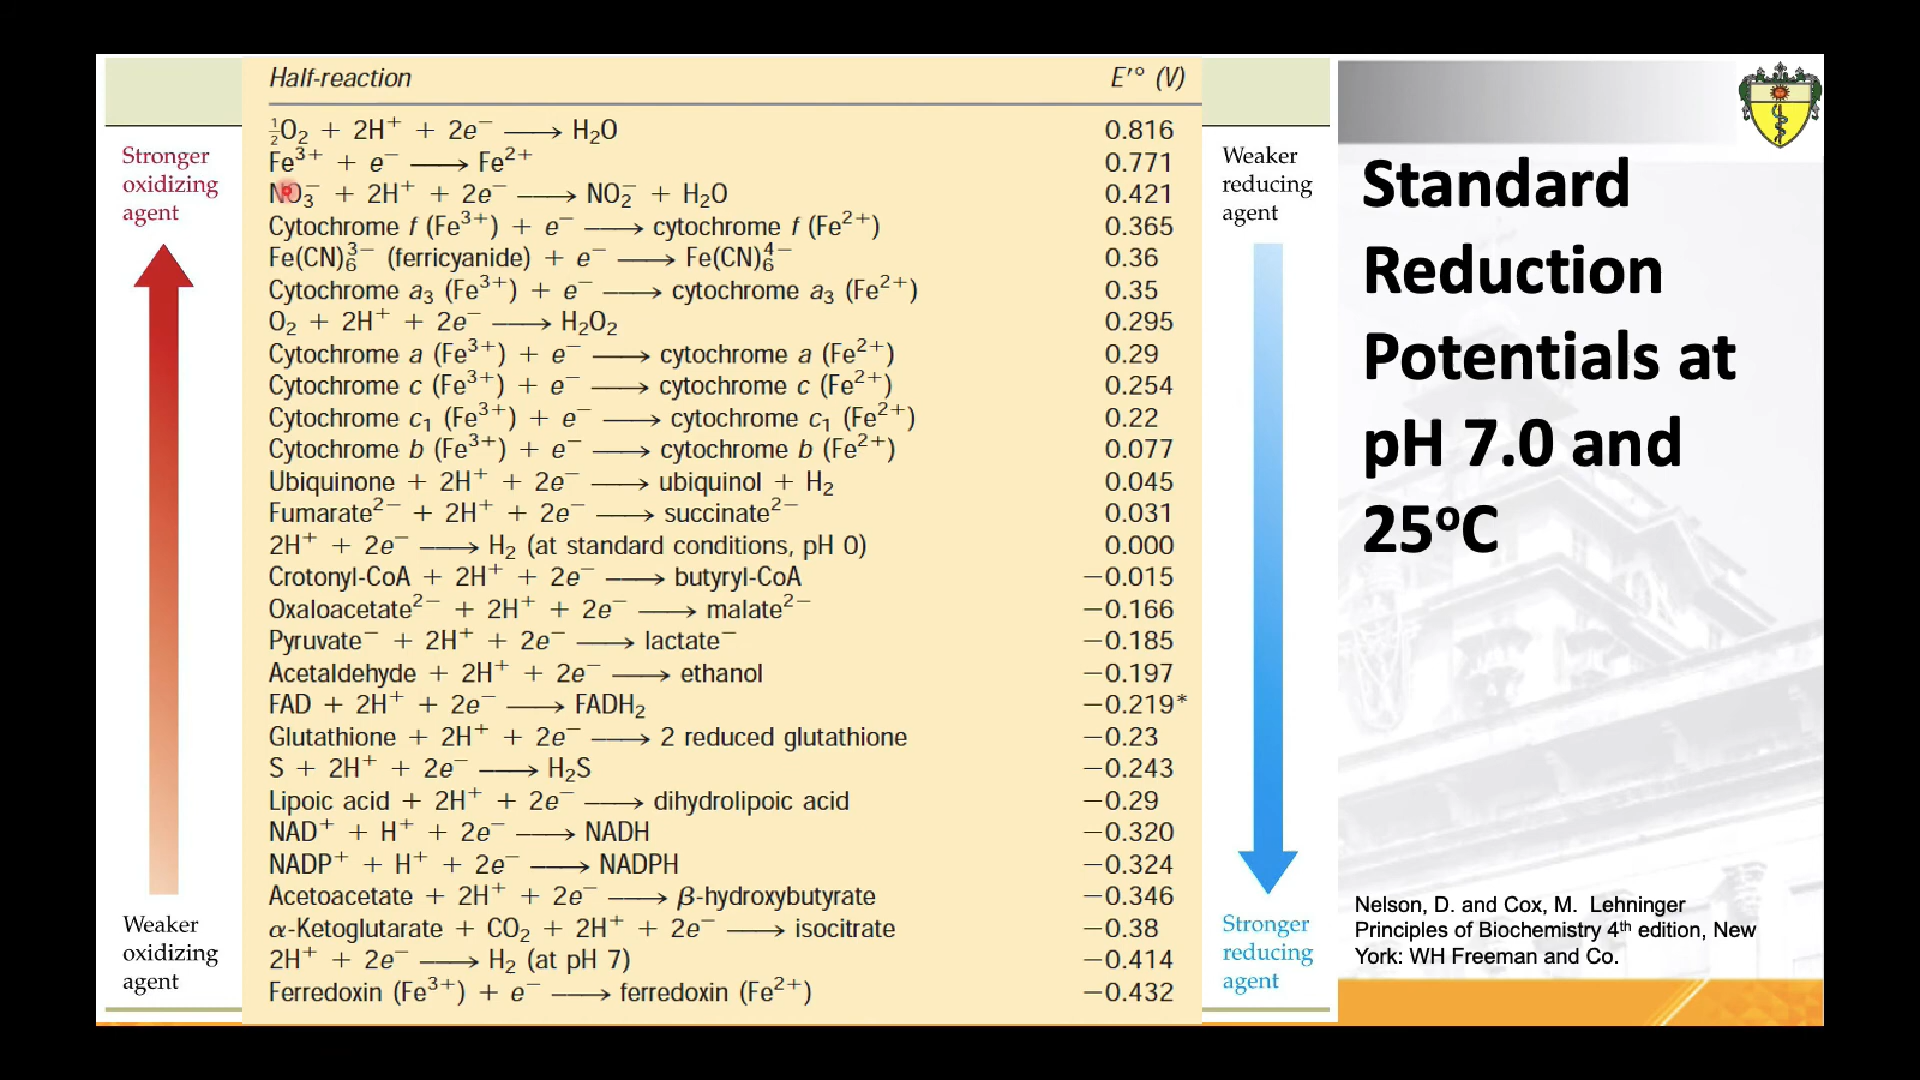 Half-reaction E′° (V)
½O₂ + 2H⁺ + 2e⁻ ⟶ H₂O 0.816
Fe³⁺ + e⁻ ⟶ Fe²⁺ 0.771
NO₃⁻ + 2H⁺ + 2e⁻ ⟶ NO₂⁻ + H₂O 0.421
Cytochrome f (Fe³⁺) + e⁻ ⟶ cytochrome f (Fe²⁺) 0.365
Fe(CN)₆³⁻ (ferricyanide) + e⁻ ⟶ Fe(CN)₆⁴⁻ 0.36
Cytochrome a₃ (Fe³⁺) + e⁻ ⟶ cytochrome a₃ (Fe²⁺) 0.35
O₂ + 2H⁺ + 2e⁻ ⟶ H₂O₂ 0.295
Cytochrome a (Fe³⁺) + e⁻ ⟶ cytochrome a (Fe²⁺) 0.29
Cytochrome c (Fe³⁺) + e⁻ ⟶ cytochrome c (Fe²⁺) 0.254
Cytochrome c₁ (Fe³⁺) + e⁻ ⟶ cytochrome c₁ (Fe²⁺) 0.22
Cytochrome b (Fe³⁺) + e⁻ ⟶ cytochrome b (Fe²⁺) 0.077
Ubiquinone + 2H⁺ + 2e⁻ ⟶ ubiquinol + H₂ 0.045
Fumarate²⁻ + 2H⁺ + 2e⁻ ⟶ succinate²⁻ 0.031
2H⁺ + 2e⁻ ⟶ H₂ (at standard conditions, pH 0) 0.000
Crotonyl-CoA + 2H⁺ + 2e⁻ ⟶ butyryl-CoA −0.015
Oxaloacetate²⁻ + 2H⁺ + 2e⁻ ⟶ malate²⁻ −0.166
Pyruvate⁻ + 2H⁺ + 2e⁻ ⟶ lactate⁻ −0.185
Acetaldehyde + 2H⁺ + 2e⁻ ⟶ ethanol −0.197
FAD + 2H⁺ + 2e⁻ ⟶ FADH₂ −0.219*
Glutathione + 2H⁺ + 2e⁻ ⟶ 2 reduced glutathione −0.23
S + 2H⁺ + 2e⁻ ⟶ H₂S −0.243
Lipoic acid + 2H⁺ + 2e⁻ ⟶ dihydrolipoic acid −0.29
NAD⁺ + H⁺ + 2e⁻ ⟶ NADH −0.320
NADP⁺ + H⁺ + 2e⁻ ⟶ NADPH −0.324
Acetoacetate + 2H⁺ + 2e⁻ ⟶ β-hydroxybutyrate −0.346
α-Ketoglutarate + CO₂ + 2H⁺ + 2e⁻ ⟶ isocitrate −0.38
2H⁺ + 2e⁻ ⟶ H₂ (at pH 7) −0.414
Ferredoxin (Fe³⁺) + e⁻ ⟶ ferredoxin (Fe²⁺) −0.432
Stronger
oxidizing
agent
Weaker
oxidizing
agent
Weaker
reducing
agent
Stronger
reducing
agent
Standard
Reduction
Potentials at
pH 7.0 and
25ºC
Nelson, D. and Cox, M. Lehninger
Principles of Biochemistry 4ᵗʰ edition, New
York: WH Freeman and Co.